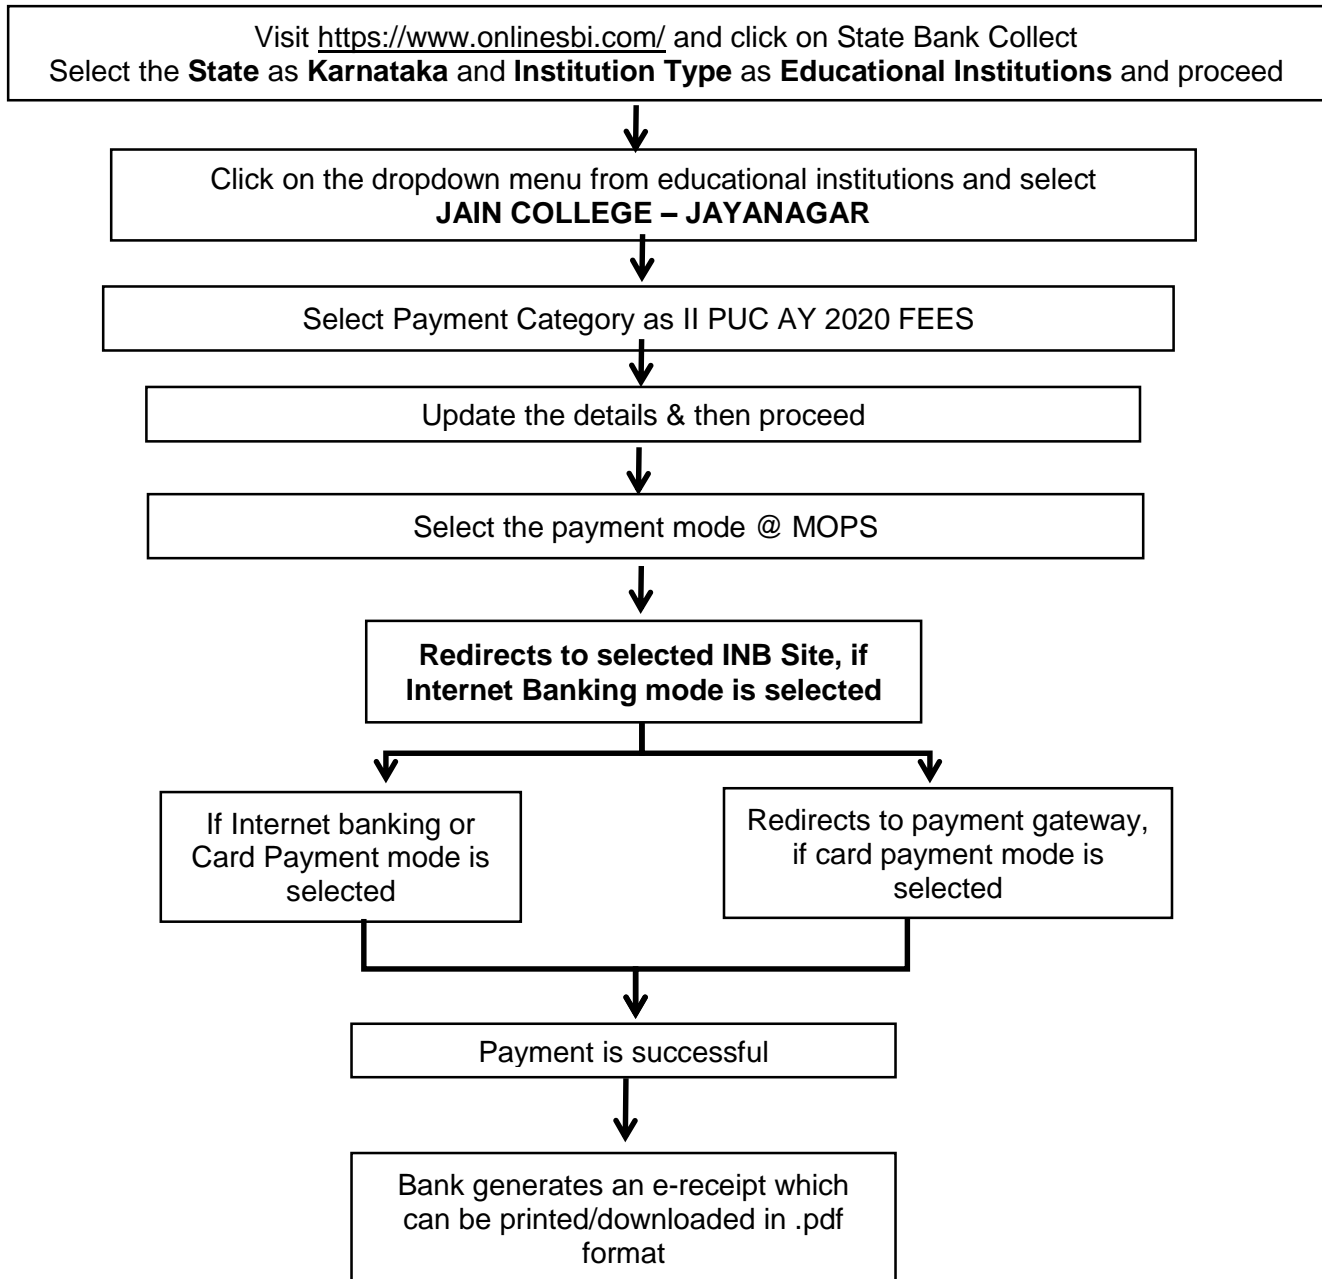 Visit https://www.onlinesbi.com/ and click on State Bank Collect
Select the State as Karnataka and Institution Type as Educational Institutions and proceed
Click on the dropdown menu from educational institutions and select
JAIN COLLEGE – JAYANAGAR
Select Payment Category as II PUC AY 2020 FEES
Update the details & then proceed
Select the payment mode @ MOPS
Redirects to selected INB Site, if
Internet Banking mode is selected
If Internet banking or
Card Payment mode is
selected
Redirects to payment gateway,
if card payment mode is
selected
Payment is successful
Bank generates an e-receipt which
can be printed/downloaded in .pdf
format